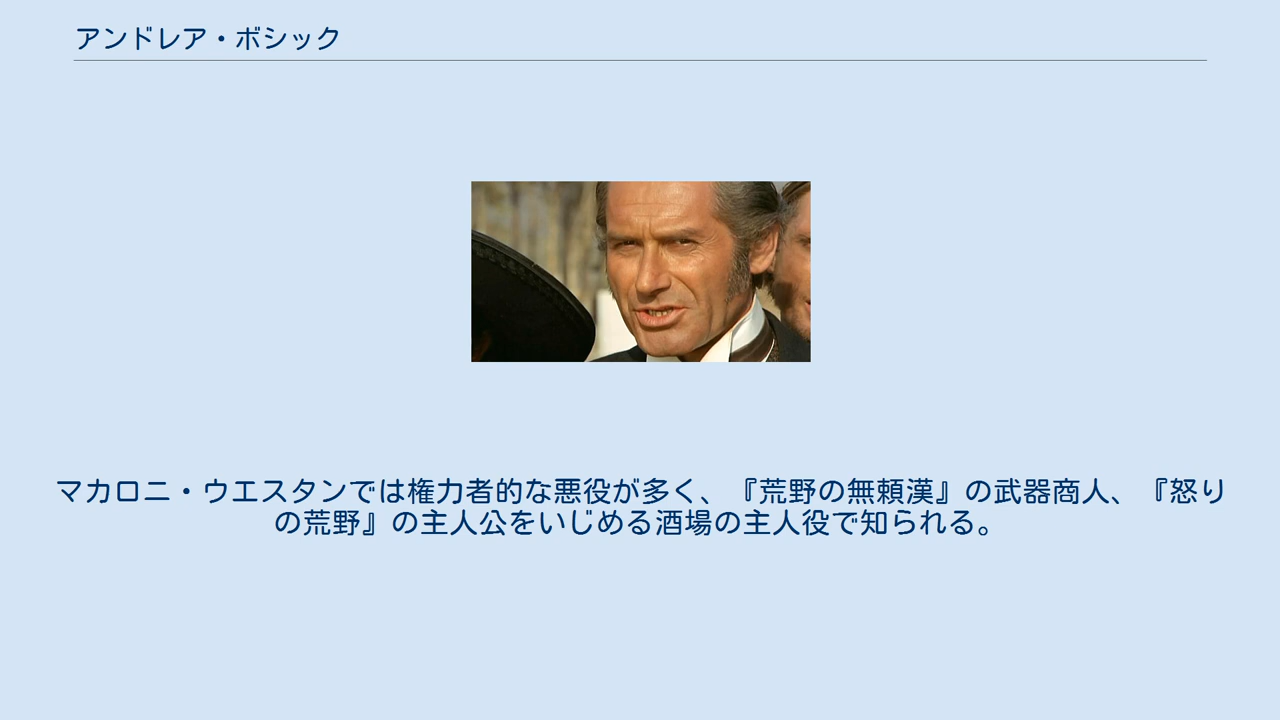 アンドレア・ボシック
マカロニ・ウエスタンでは権力者的な悪役が多く、『荒野の無頼漢』の武器商人、『怒り
の荒野』の主人公をいじめる酒場の主人役で知られる。